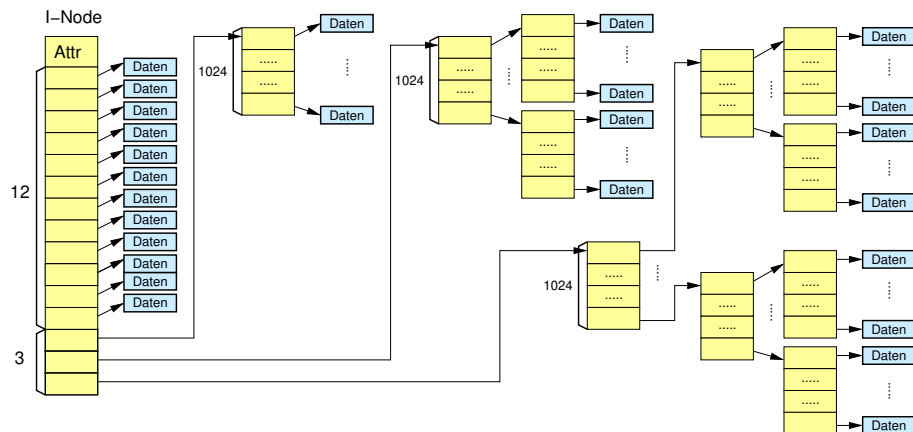 I–Node
Attr
12
Daten
Daten
Daten
Daten
Daten
Daten
Daten
Daten
Daten
Daten
Daten
Daten
3
1024
.....
.....
Daten
.....
Daten
1024
.....
.....
.....
.....
.....
Daten
.....
Daten
.....
.....
Daten
.....
Daten
1024
.....
.....
.....
.....
.....
.....
.....
.....
Daten
.....
Daten
.....
.....
Daten
.....
Daten
.....
.....
.....
.....
.....
Daten
.....
Daten
.....
.....
Daten
.....
Daten